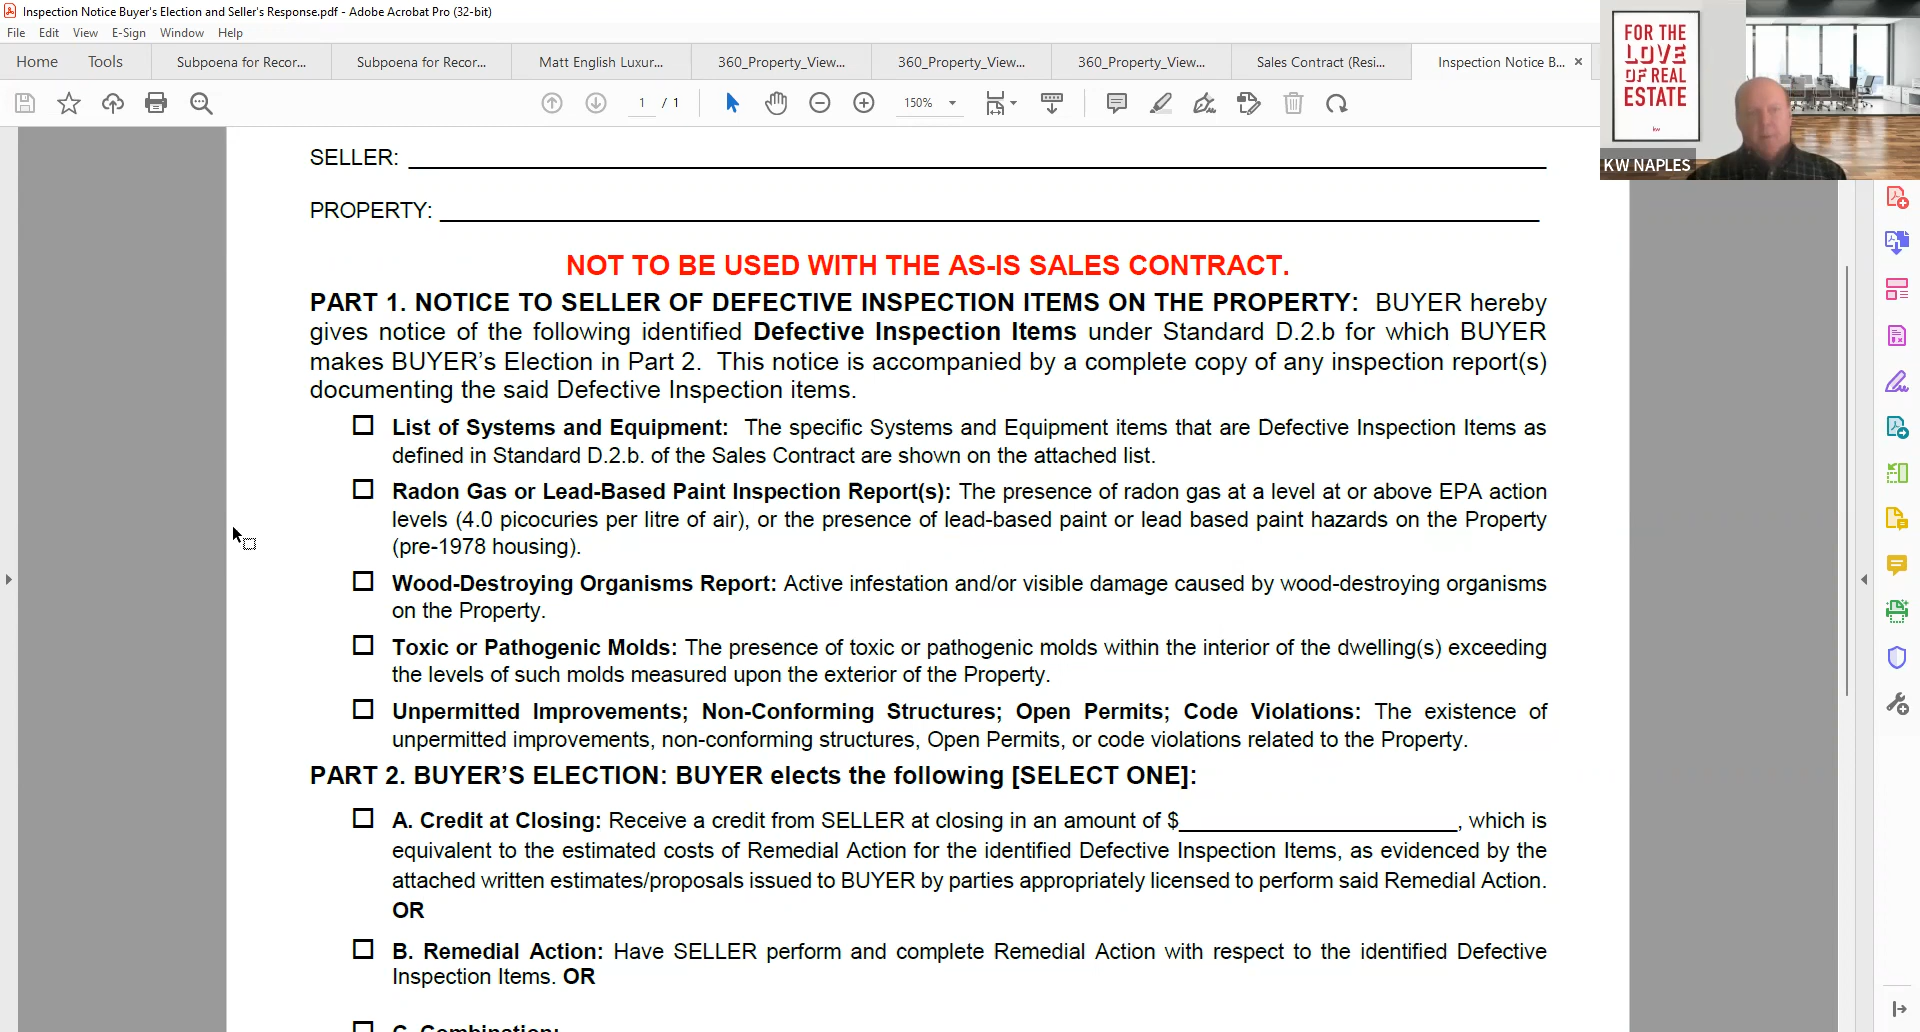 Inspection Notice Buyer's Election and Seller's Response.pdf - Adobe Acrobat Pro (32-bit)
File Edit View E-Sign Window Help
Home Tools Subpoena for Recor... Subpoena for Recor... Matt English Luxur... 360_Property_View... 360_Property_View... 360_Property_View... Sales Contract (Resi... Inspection Notice B... ×
1 / 1 150%
FOR THE
LOVE
OF REAL
ESTATE
kw
KW NAPLES
SELLER:
PROPERTY:
NOT TO BE USED WITH THE AS-IS SALES CONTRACT.
PART 1. NOTICE TO SELLER OF DEFECTIVE INSPECTION ITEMS ON THE PROPERTY: BUYER hereby
gives notice of the following identified Defective Inspection Items under Standard D.2.b for which BUYER
makes BUYER’S Election in Part 2. This notice is accompanied by a complete copy of any inspection report(s)
documenting the said Defective Inspection items.
List of Systems and Equipment: The specific Systems and Equipment items that are Defective Inspection Items as
defined in Standard D.2.b. of the Sales Contract are shown on the attached list.
Radon Gas or Lead-Based Paint Inspection Report(s): The presence of radon gas at a level at or above EPA action
levels (4.0 picocuries per litre of air), or the presence of lead-based paint or lead based paint hazards on the Property
(pre-1978 housing).
Wood-Destroying Organisms Report: Active infestation and/or visible damage caused by wood-destroying organisms
on the Property.
Toxic or Pathogenic Molds: The presence of toxic or pathogenic molds within the interior of the dwelling(s) exceeding
the levels of such molds measured upon the exterior of the Property.
Unpermitted Improvements; Non-Conforming Structures; Open Permits; Code Violations: The existence of
unpermitted improvements, non-conforming structures, Open Permits, or code violations related to the Property.
PART 2. BUYER’S ELECTION: BUYER elects the following [SELECT ONE]:
A. Credit at Closing: Receive a credit from SELLER at closing in an amount of $____________________, which is
equivalent to the estimated costs of Remedial Action for the identified Defective Inspection Items, as evidenced by the
attached written estimates/proposals issued to BUYER by parties appropriately licensed to perform said Remedial Action.
OR
B. Remedial Action: Have SELLER perform and complete Remedial Action with respect to the identified Defective
Inspection Items. OR
C. Combination: